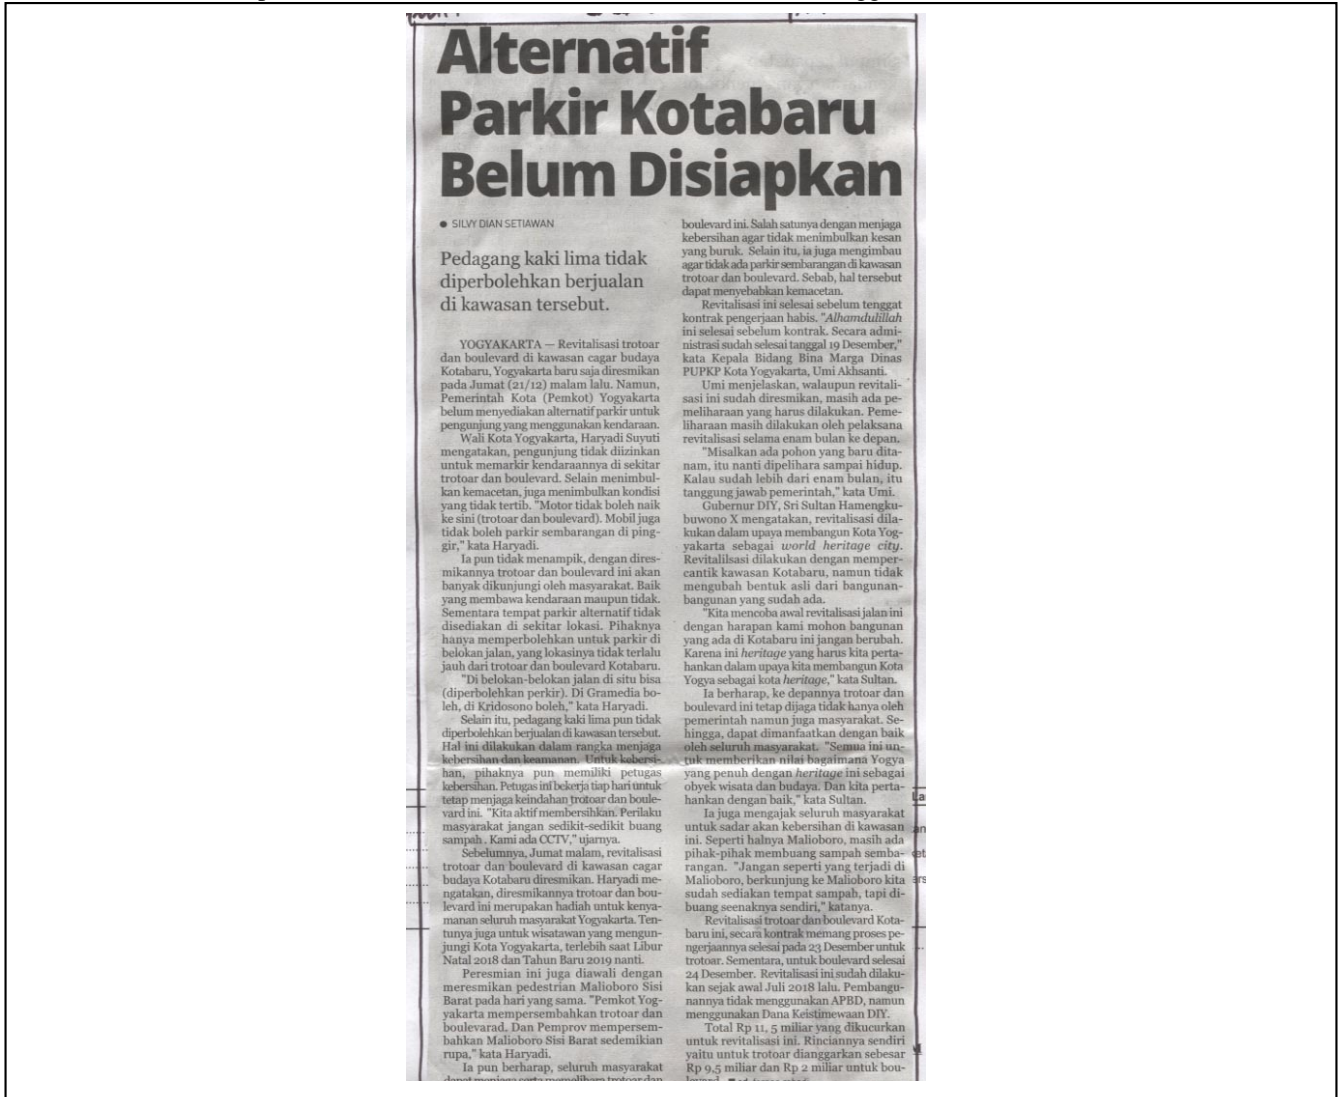 Alternatif
Parkir Kotabaru
Belum Disiapkan
● SILVY DIAN SETIAWAN
Pedagang kaki lima tidak
diperbolehkan berjualan
di kawasan tersebut.
YOGYAKARTA — Revitalisasi trotoar
dan boulevard di kawasan cagar budaya
Kotabaru, Yogyakarta baru saja diresmikan
pada Jumat (21/12) malam lalu. Namun,
Pemerintah Kota (Pemkot) Yogyakarta
belum menyediakan alternatif parkir untuk
pengunjung yang menggunakan kendaraan.
Wali Kota Yogyakarta, Haryadi Suyuti
mengatakan, pengunjung tidak diizinkan
untuk memarkir kendaraannya di sekitar
trotoar dan boulevard. Selain menimbul-
kan kemacetan, juga menimbulkan kondisi
yang tidak tertib. "Motor tidak boleh naik
ke sini (trotoar dan boulevard). Mobil juga
tidak boleh parkir sembarangan di ping-
gir," kata Haryadi.
Ia pun tidak menampik, dengan dires-
mikannya trotoar dan boulevard ini akan
banyak dikunjungi oleh masyarakat. Baik
yang membawa kendaraan maupun tidak.
Sementara tempat parkir alternatif tidak
disediakan di sekitar lokasi. Pihaknya
hanya memperbolehkan untuk parkir di
belokan jalan, yang lokasinya tidak terlalu
jauh dari trotoar dan boulevard Kotabaru.
"Di belokan-belokan jalan di situ bisa
(diperbolehkan perkir). Di Gramedia bo-
leh, di Kridosono boleh," kata Haryadi.
Selain itu, pedagang kaki lima pun tidak
diperbolehkan berjualan di kawasan tersebut.
Hal ini dilakukan dalam rangka menjaga
kebersihan dan keamanan. Untuk kebersi-
han, pihaknya pun memiliki petugas
kebersihan. Petugas inf bekerja tiap hari untuk
tetap menjaga keindahan trotoar dan boule-
vard ini. "Kita aktif membersihkan. Perilaku
masyarakat jangan sedikit-sedikit buang
sampah . Kami ada CCTV," ujarnya.
Sebelumnya, Jumat malam, revitalisasi
trotoar dan boulevard di kawasan cagar
budaya Kotabaru diresmikan. Haryadi me-
ngatakan, diresmikannya trotoar dan bou-
levard ini merupakan hadiah untuk kenya-
manan seluruh masyarakat Yogyakarta. Ten-
tunya juga untuk wisatawan yang mengun-
jungi Kota Yogyakarta, terlebih saat Libur
Natal 2018 dan Tahun Baru 2019 nanti.
Peresmian ini juga diawali dengan
meresmikan pedestrian Malioboro Sisi
Barat pada hari yang sama. "Pemkot Yog-
yakarta mempersembahkan trotoar dan
boulevarad. Dan Pemprov mempersem-
bahkan Malioboro Sisi Barat sedemikian
rupa," kata Haryadi.
Ia pun berharap, seluruh masyarakat
dapat menjaga serta memelihara trotoar dan
boulevard ini. Salah satunya dengan menjaga
kebersihan agar tidak menimbulkan kesan
yang buruk. Selain itu, ia juga mengimbau
agar tidak ada parkir sembarangan di kawasan
trotoar dan boulevard. Sebab, hal tersebut
dapat menyebabkan kemacetan.
Revitalisasi ini selesai sebelum tenggat
kontrak pengerjaan habis. "Alhamdulillah
ini selesai sebelum kontrak. Secara admi-
nistrasi sudah selesai tanggal 19 Desember,"
kata Kepala Bidang Bina Marga Dinas
PUPKP Kota Yogyakarta, Umi Akhsanti.
Umi menjelaskan, walaupun revitali-
sasi ini sudah diresmikan, masih ada pe-
meliharaan yang harus dilakukan. Peme-
liharaan masih dilakukan oleh pelaksana
revitalisasi selama enam bulan ke depan.
"Misalkan ada pohon yang baru dita-
nam, itu nanti dipelihara sampai hidup.
Kalau sudah lebih dari enam bulan, itu
tanggung jawab pemerintah," kata Umi.
Gubernur DIY, Sri Sultan Hamengku-
buwono X mengatakan, revitalisasi dila-
kukan dalam upaya membangun Kota Yog-
yakarta sebagai world heritage city.
Revitalilsasi dilakukan dengan memper-
cantik kawasan Kotabaru, namun tidak
mengubah bentuk asli dari bangunan-
bangunan yang sudah ada.
"Kita mencoba awal revitalisasi jalan ini
dengan harapan kami mohon bangunan
yang ada di Kotabaru ini jangan berubah.
Karena ini heritage yang harus kita perta-
hankan dalam upaya kita membangun Kota
Yogya sebagai kota heritage," kata Sultan.
Ia berharap, ke depannya trotoar dan
boulevard ini tetap dijaga tidak hanya oleh
pemerintah namun juga masyarakat. Se-
hingga, dapat dimanfaatkan dengan baik
oleh seluruh masyarakat. "Semua ini un-
tuk memberikan nilai bagaimana Yogya
yang penuh dengan heritage ini sebagai
obyek wisata dan budaya. Dan kita perta-
hankan dengan baik," kata Sultan.
Ia juga mengajak seluruh masyarakat
untuk sadar akan kebersihan di kawasan
ini. Seperti halnya Malioboro, masih ada
pihak-pihak membuang sampah semba-
rangan. "Jangan seperti yang terjadi di
Malioboro, berkunjung ke Malioboro kita
sudah sediakan tempat sampah, tapi di-
buang seenaknya sendiri," katanya.
Revitalisasi trotoar dan boulevard Kota-
baru ini, secara kontrak memang proses pe-
ngerjaannya selesai pada 23 Desember untuk
trotoar. Sementara, untuk boulevard selesai
24 Desember. Revitalisasi ini sudah dilaku-
kan sejak awal Juli 2018 lalu. Pembangu-
nannya tidak menggunakan APBD, namun
menggunakan Dana Keistimewaan DIY.
Total Rp 11, 5 miliar yang dikucurkan
untuk revitalisasi ini. Rinciannya sendiri
yaitu untuk trotoar dianggarkan sebesar
Rp 9,5 miliar dan Rp 2 miliar untuk bou-